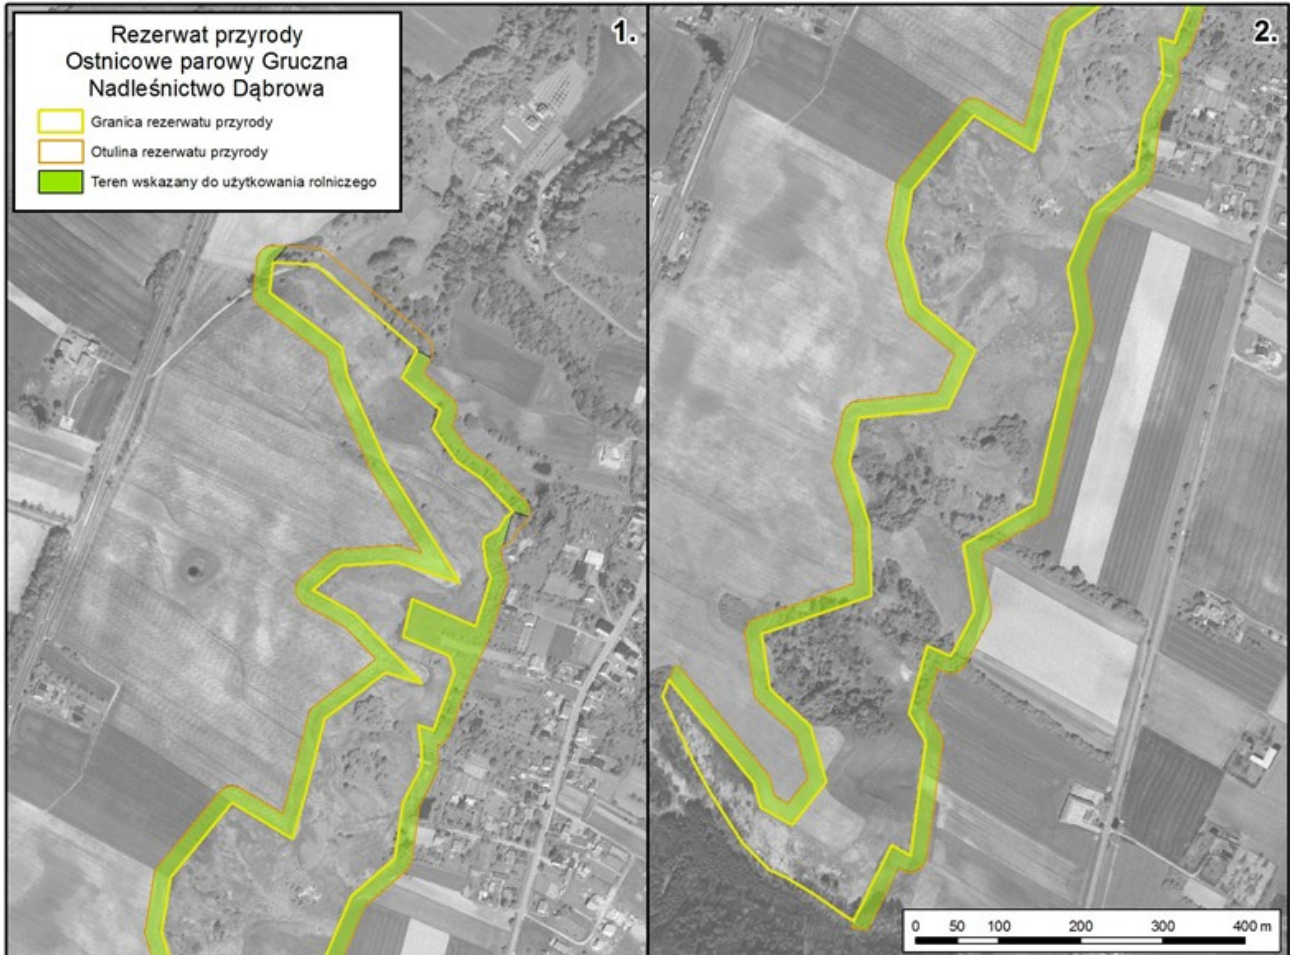 Rezerwat przyrody
Ostnicowe parowy Gruczna
Nadleśnictwo Dąbrowa
Granica rezerwatu przyrody
Otulina rezerwatu przyrody
Teren wskazany do użytkowania rolniczego
1.
2.
0 50 100 200 300 400 m